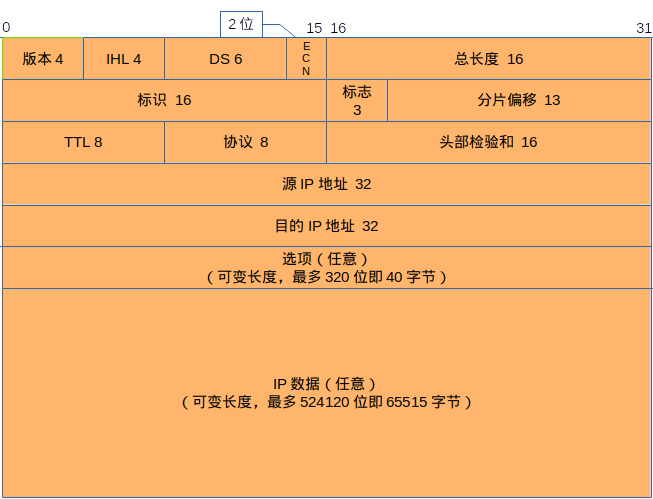 0
2 位
15
16
31
版本 4
IHL 4
DS 6
E
C
N
总长度 16
标识 16
标志
3
分片偏移 13
TTL 8
协议 8
头部检验和 16
源 IP 地址 32
目的 IP 地址 32
选项（任意）
（可变长度，最多 320 位即 40 字节）
IP 数据（任意）
（可变长度，最多 524120 位即 65515 字节）